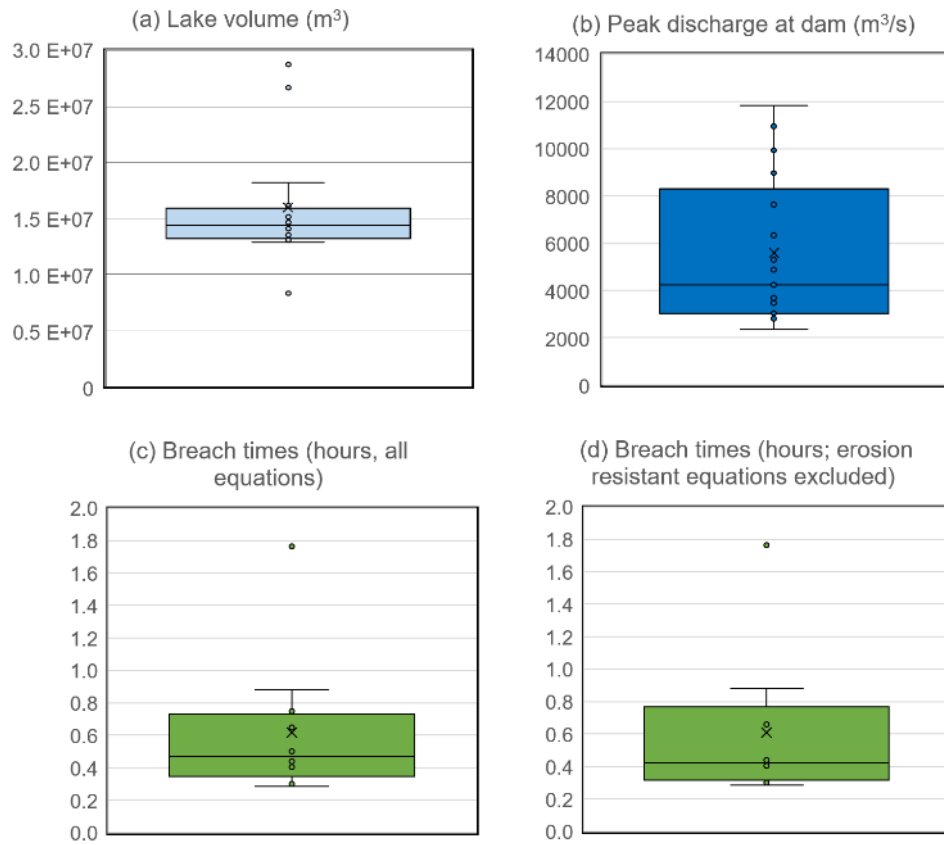 (a) Lake volume (m³)
3.0 E+07
2.5 E+07
2.0 E+07
1.5 E+07
1.0 E+07
0.5 E+07
0
(b) Peak discharge at dam (m³/s)
14000
12000
10000
8000
6000
4000
2000
0
(c) Breach times (hours, all
equations)
2.0
1.8
1.6
1.4
1.2
1.0
0.8
0.6
0.4
0.2
0.0
(d) Breach times (hours; erosion
resistant equations excluded)
2.0
1.8
1.6
1.4
1.2
1.0
0.8
0.6
0.4
0.2
0.0